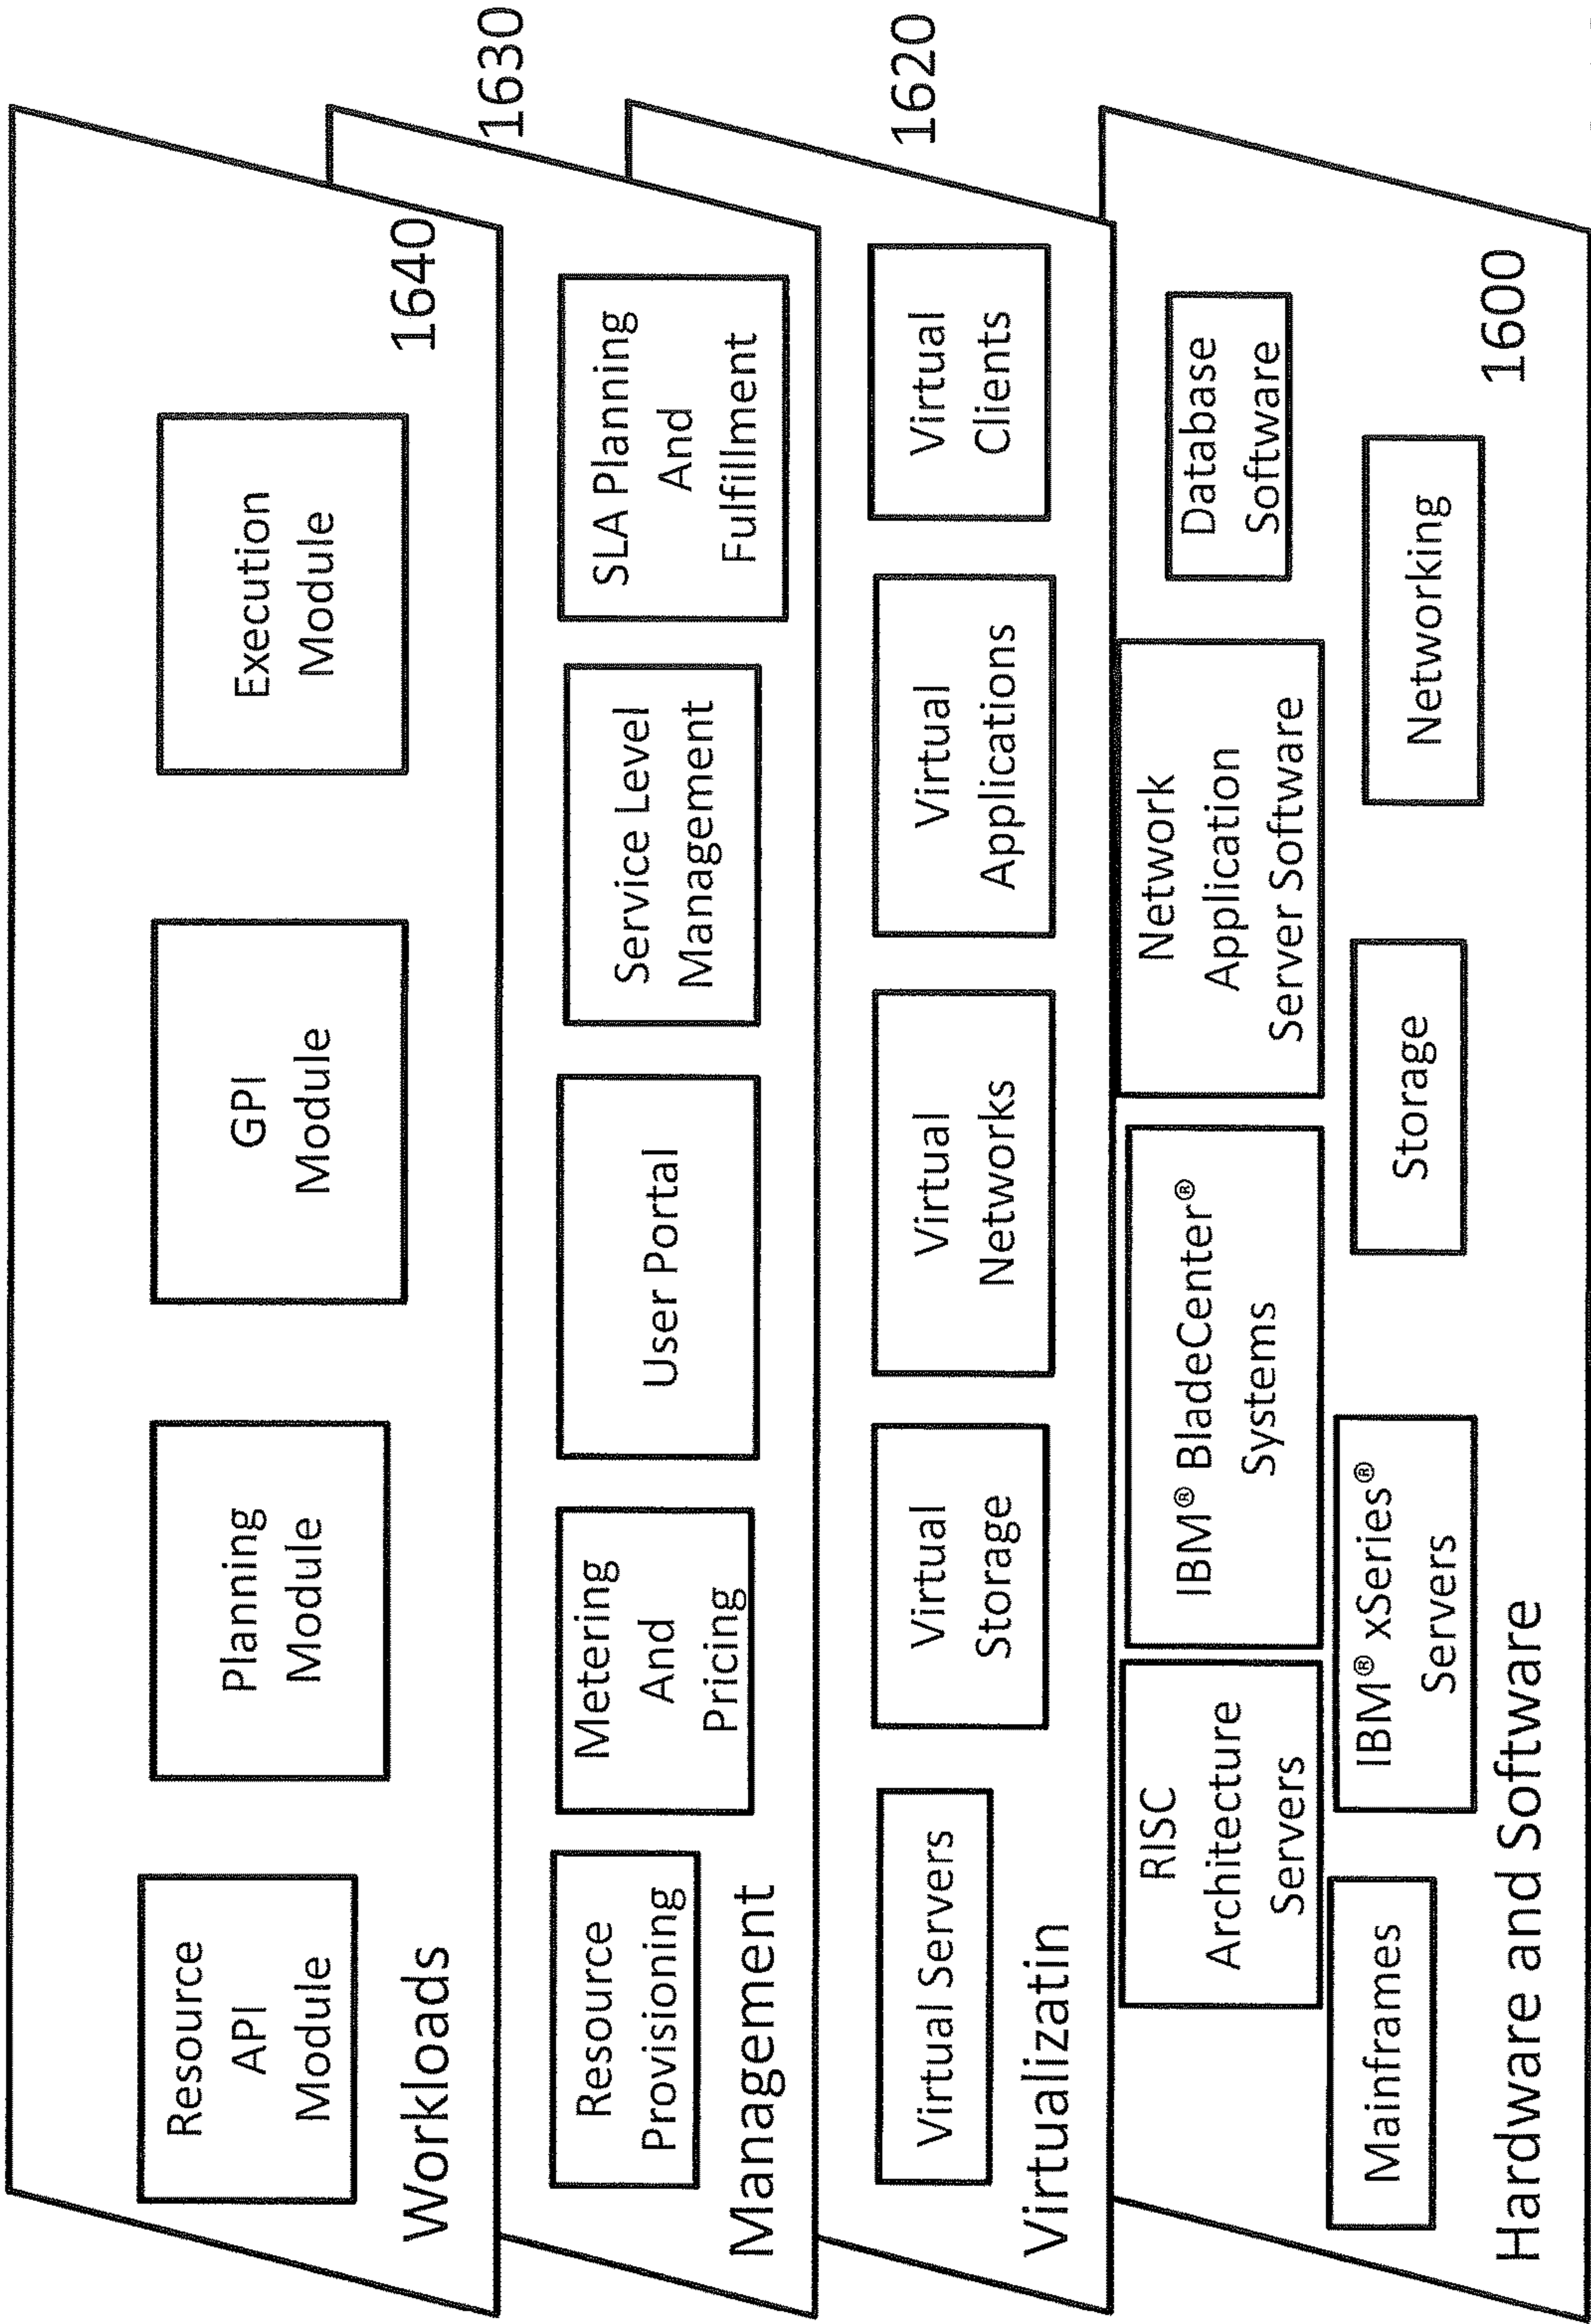 Resource
API
Module
Planning
Module
GPI
Module
Execution
Module
Workloads
1640
Resource
Provisioning
Metering
And
Pricing
User Portal
Service Level
Management
SLA Planning
And
Fulfillment
Management
1630
Virtual Servers
Virtual
Storage
Virtual
Networks
Virtual
Applications
Virtual
Clients
Virtualizatin
1620
RISC
Architecture
Servers
IBM® BladeCenter®
Systems
Network
Application
Server Software
Database
Software
Mainframes
IBM® xSeries®
Servers
Storage
Networking
Hardware and Software
1600